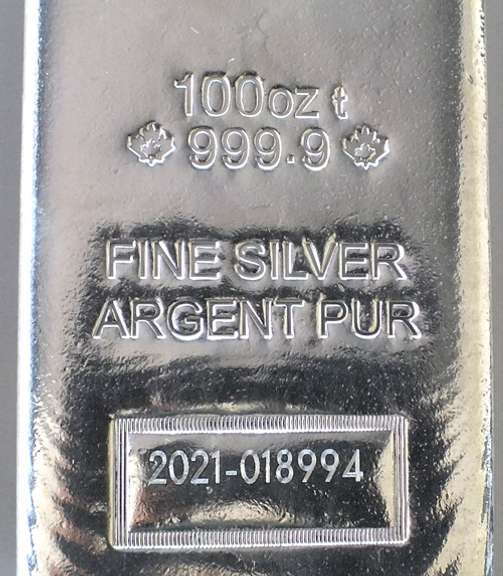 100oz t
999.9
FINE SILVER
ARGENT PUR
2021-018994